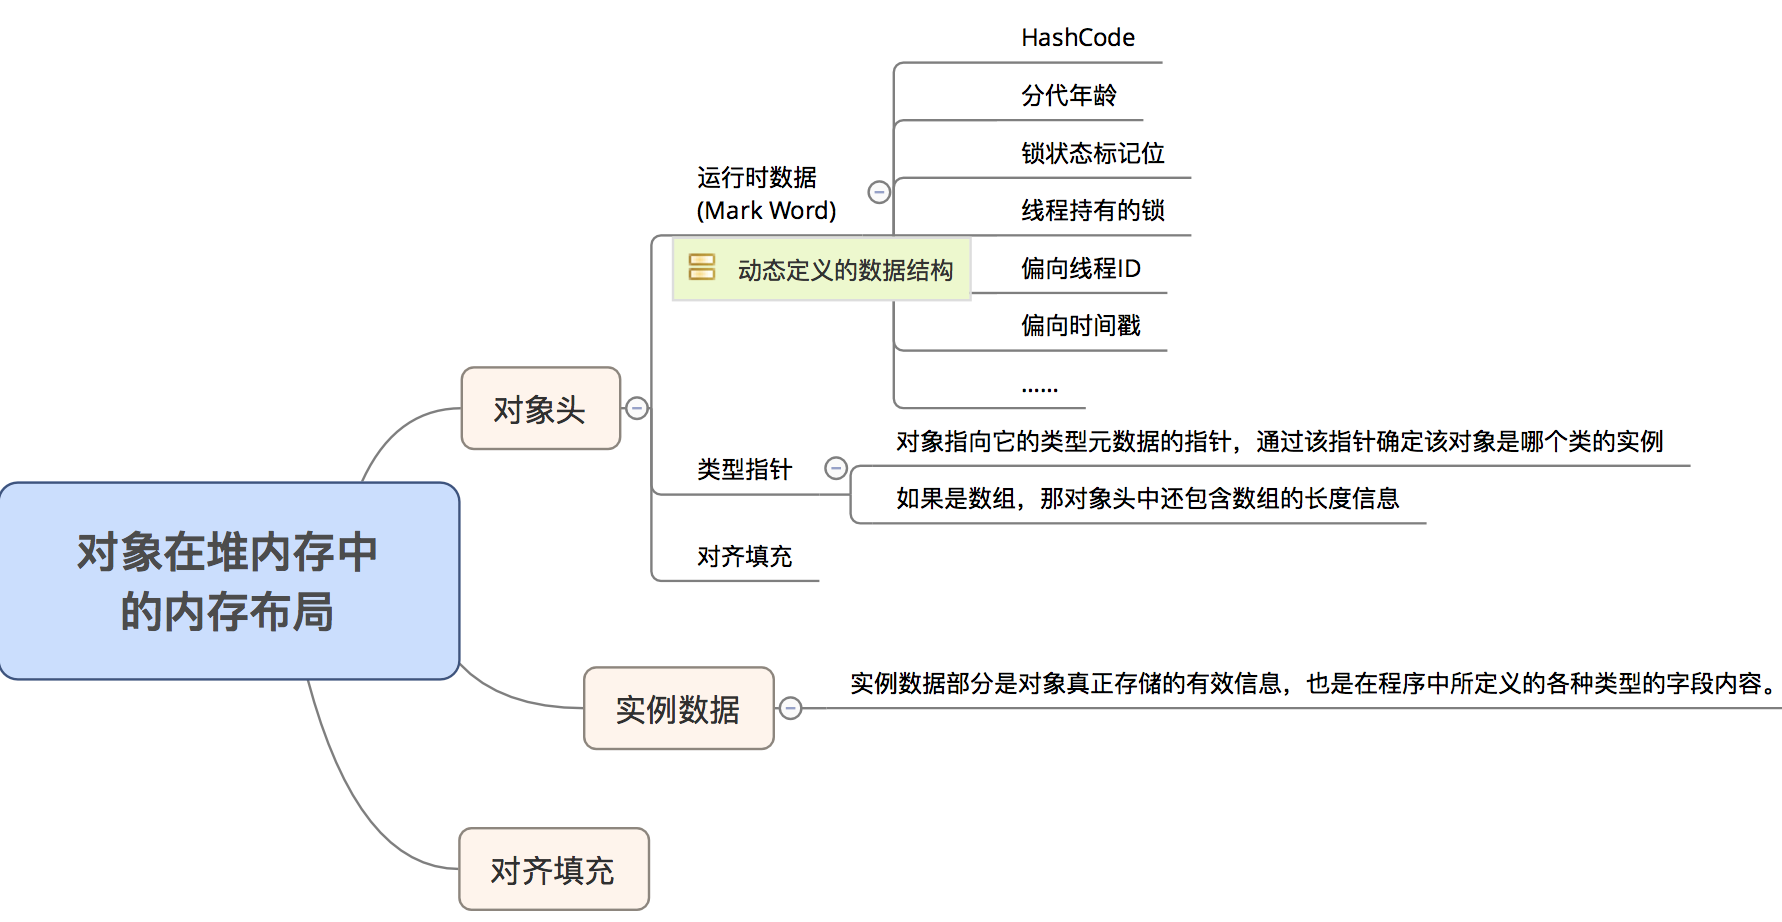 HashCode
分代年龄
锁状态标记位
运行时数据
(Mark Word)
线程持有的锁
动态定义的数据结构
偏向线程ID
偏向时间戳
......
对象头
对象指向它的类型元数据的指针，通过该指针确定该对象是哪个类的实例
类型指针
如果是数组，那对象头中还包含数组的长度信息
对齐填充
对象在堆内存中
的内存布局
实例数据部分是对象真正存储的有效信息，也是在程序中所定义的各种类型的字段内容。
实例数据
对齐填充